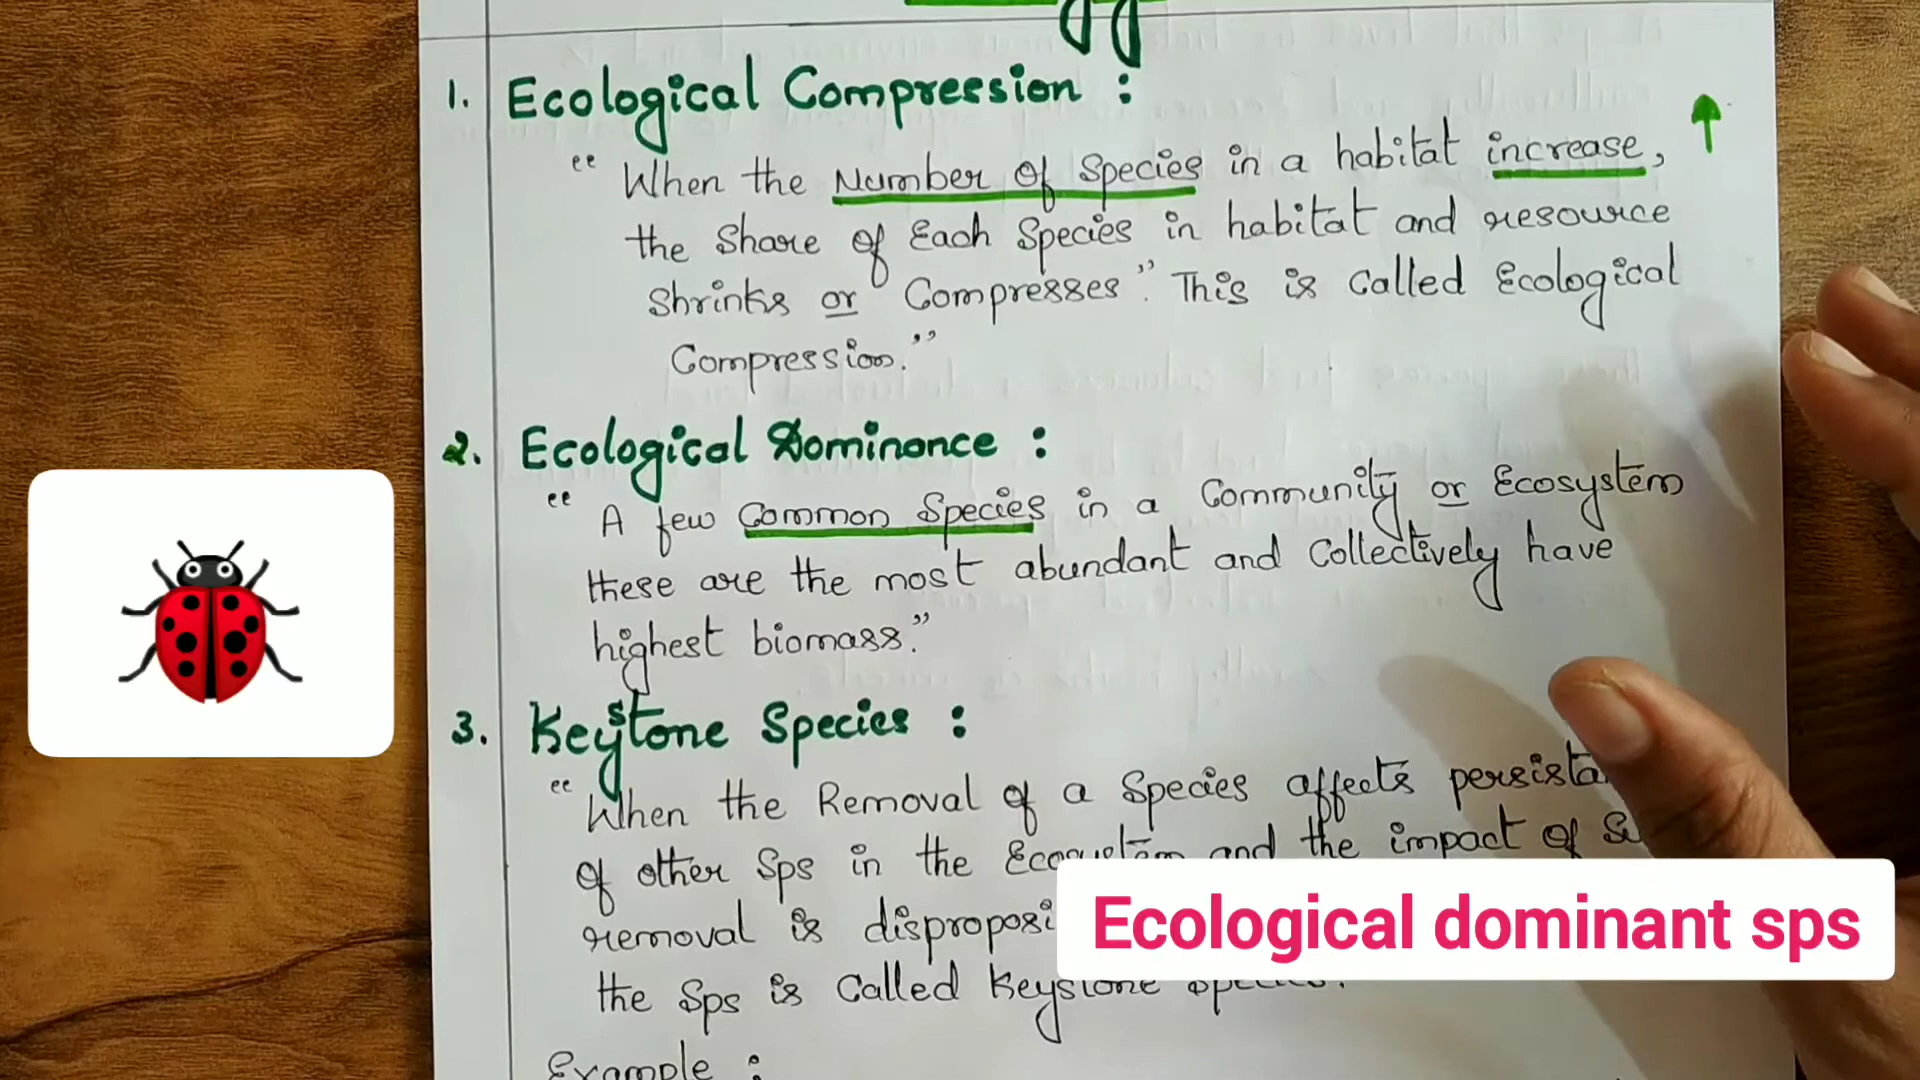 1. Ecological Compression :
“ When the Number of Species in a habitat increase,
the Share of Each Species in habitat and resource
Shrinks or Compresses”. This is Called Ecological
Compression.”
2. Ecological Dominance :
“ A few Common Species in a Community or Ecosystem
these are the most abundant and Collectively have
highest biomass.”
3. Keystone Species :
“ When the Removal of a Species affects
of other Sps in the and the impact of
removal is
the Sps is Called Keystone
Example :
Ecological dominant sps